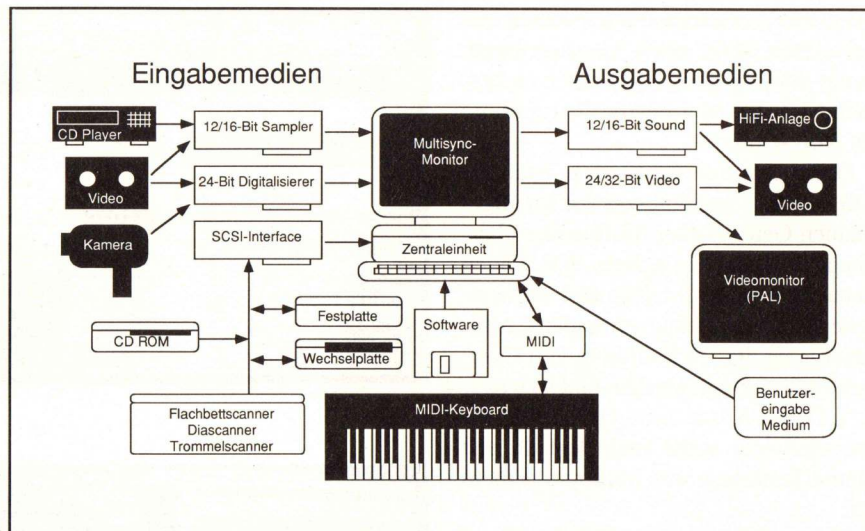 Eingabemedien
Ausgabemedien
CD Player
12/16-Bit Sampler
Multisync-
Monitor
12/16-Bit Sound
HiFi-Anlage
Video
24-Bit Digitalisierer
24/32-Bit Video
Video
Kamera
SCSI-Interface
Zentraleinheit
Videomonitor
(PAL)
Festplatte
Software
MIDI
CD ROM
Wechselplatte
Benutzer-
eingabe
Medium
Flachbettscanner
Diascanner
Trommelscanner
MIDI-Keyboard